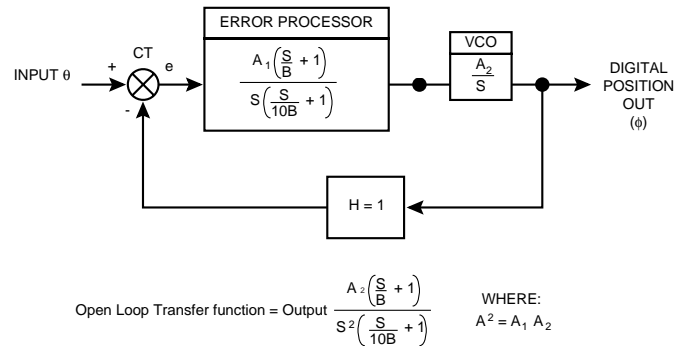 ERROR PROCESSOR
CT
INPUT θ
+
e
-
A₁(S/B + 1)
S(S/10B + 1)
VCO
A₂
S
DIGITAL
POSITION
OUT
(ϕ)
H = 1
Open Loop Transfer function = Output
A ₂(S/B + 1)
S²(S/10B + 1)
WHERE:
A² = A₁ A₂